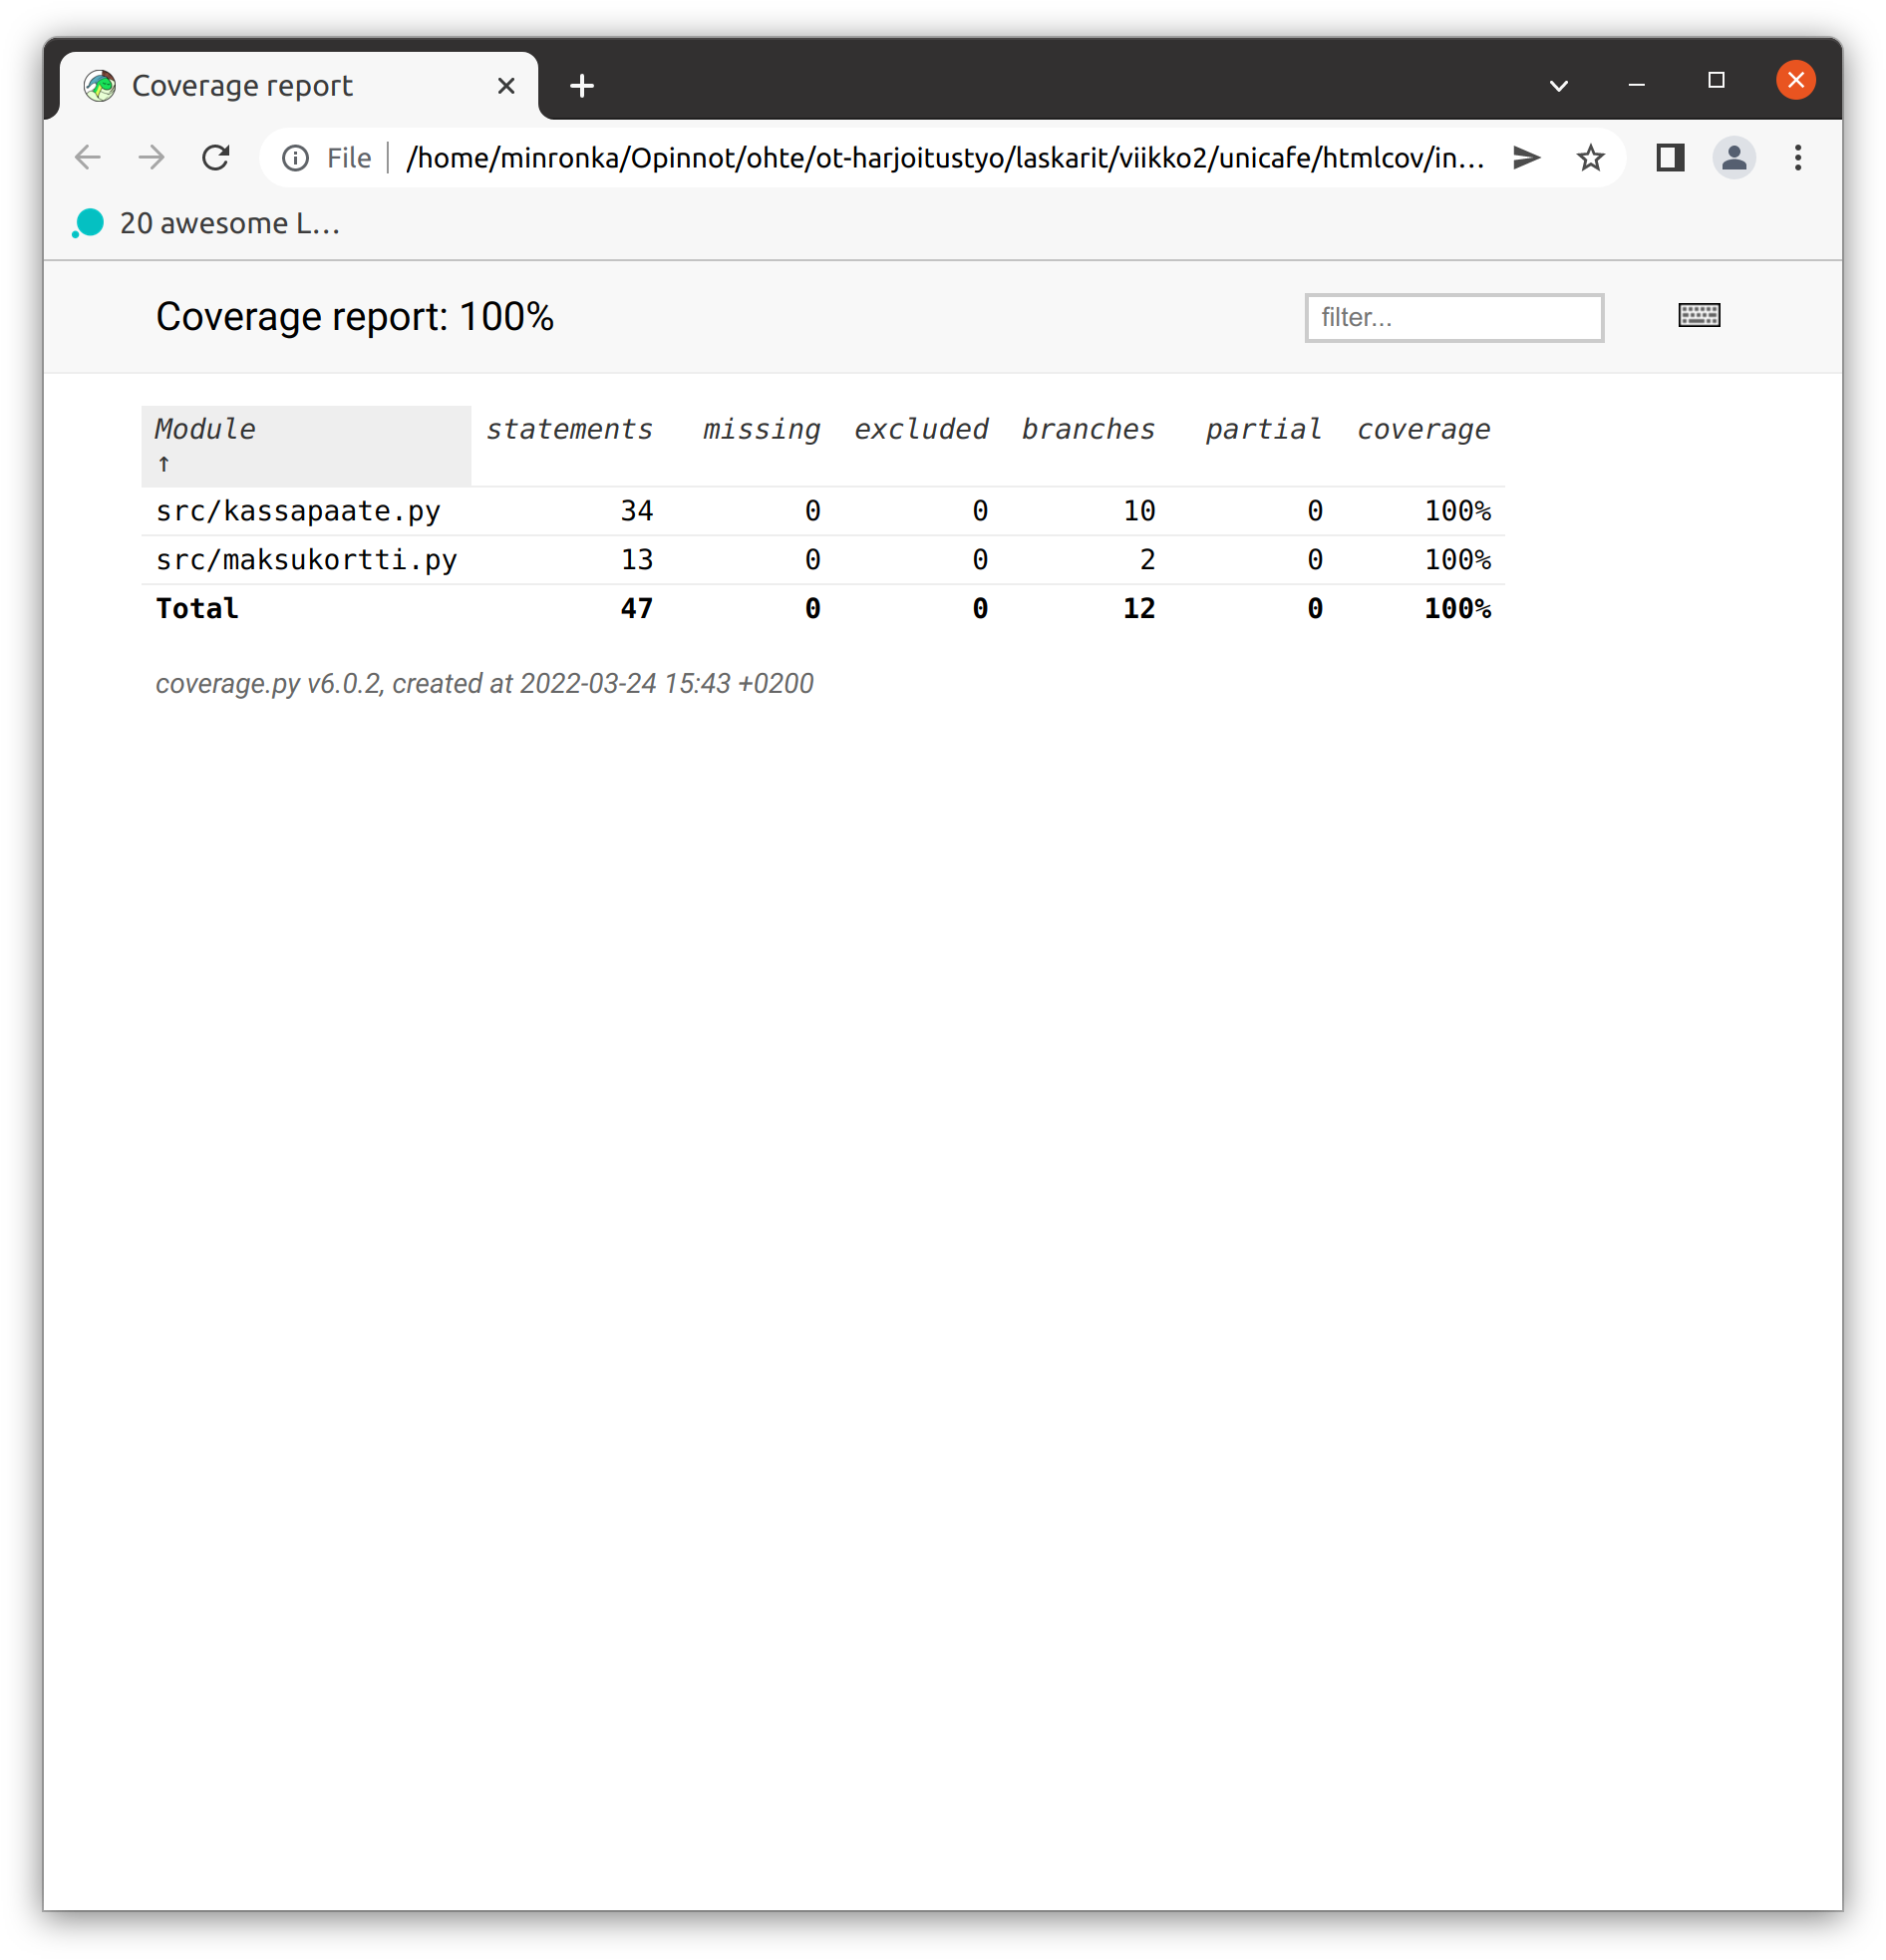 Coverage report
File /home/minronka/Opinnot/ohte/ot-harjoitustyo/laskarit/viikko2/unicafe/htmlcov/in...
20 awesome L...
Coverage report: 100%
filter...
Module statements missing excluded branches partial coverage
↑
src/kassapaate.py 34 0 0 10 0 100%
src/maksukortti.py 13 0 0 2 0 100%
Total 47 0 0 12 0 100%
coverage.py v6.0.2, created at 2022-03-24 15:43 +0200